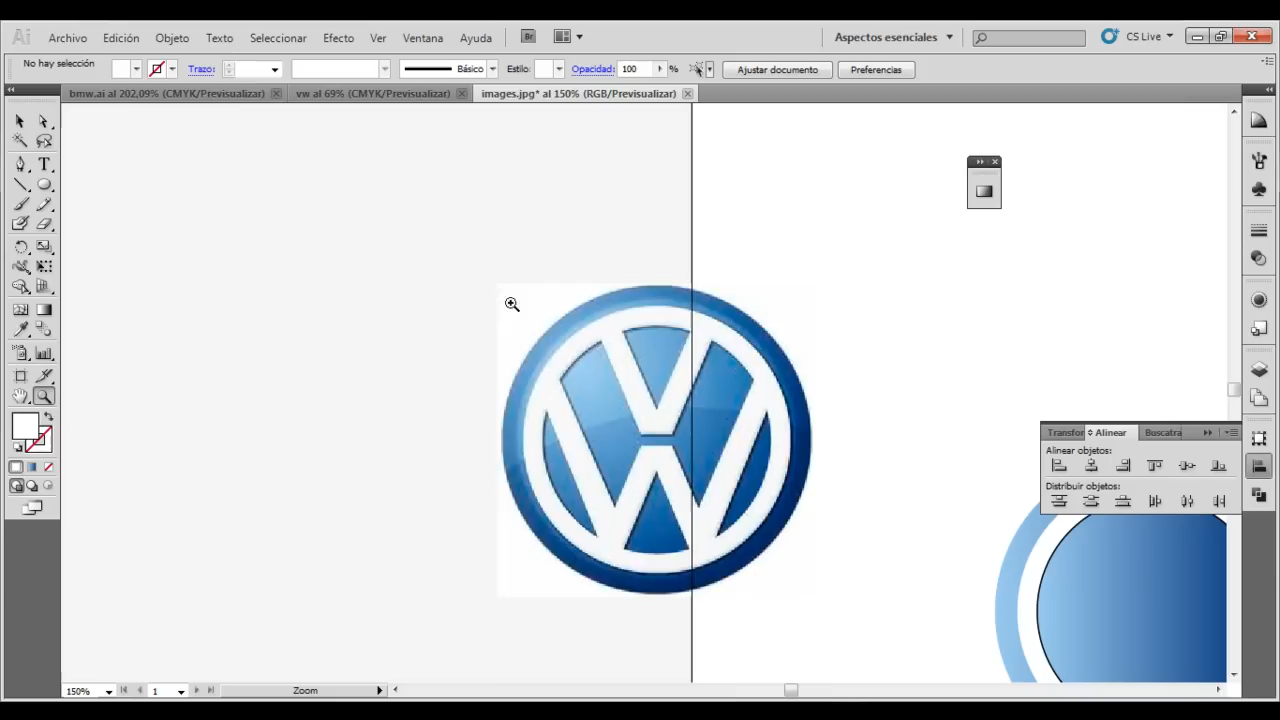 Ai Archivo Edición Objeto Texto Seleccionar Efecto Ver Ventana Ayuda Br Aspectos esenciales CS Live
No hay selección Trazo: Básico Estilo: Opacidad: 100 % Ajustar documento Preferencias
bmw.ai al 202,09% (CMYK/Previsualizar) vw al 69% (CMYK/Previsualizar) images.jpg* al 150% (RGB/Previsualizar)
Transfor Alinear Buscatra
Alinear objetos:
Distribuir objetos:
150% 1 Zoom